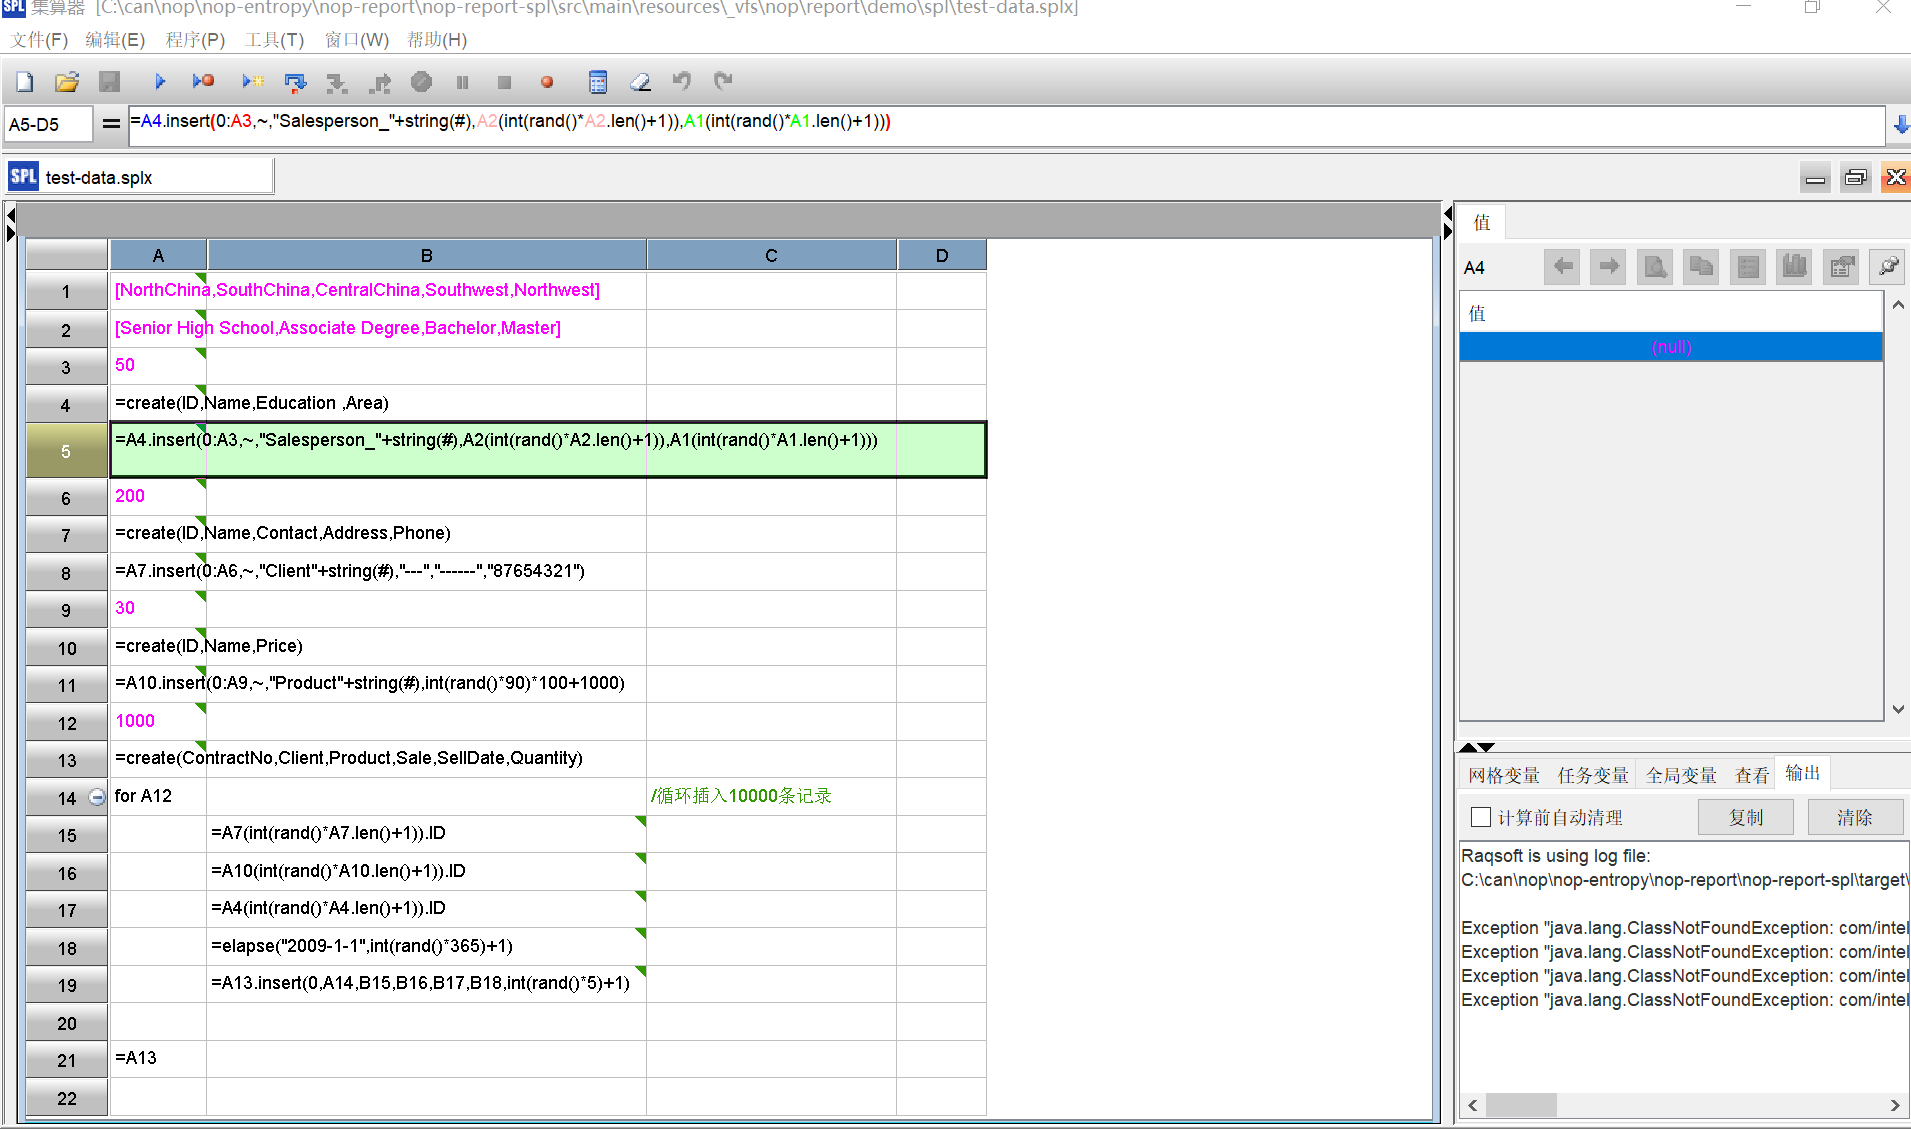 SPL 集算器 [C:\can\nop\nop-entropy\nop-report\nop-report-spl\src\main\resources\_vfs\nop\report\demo\spl\test-data.splx]
文件(F) 编辑(E) 程序(P) 工具(T) 窗口(W) 帮助(H)
A5-D5 = =A4.insert(0:A3,~,"Salesperson_"+string(#),A2(int(rand()*A2.len()+1)),A1(int(rand()*A1.len()+1)))
SPL test-data.splx
A B C D
1 [NorthChina,SouthChina,CentralChina,Southwest,Northwest]
2 [Senior High School,Associate Degree,Bachelor,Master]
3 50
4 =create(ID,Name,Education ,Area)
5 =A4.insert(0:A3,~,"Salesperson_"+string(#),A2(int(rand()*A2.len()+1)),A1(int(rand()*A1.len()+1)))
6 200
7 =create(ID,Name,Contact,Address,Phone)
8 =A7.insert(0:A6,~,"Client"+string(#),"---","------","87654321")
9 30
10 =create(ID,Name,Price)
11 =A10.insert(0:A9,~,"Product"+string(#),int(rand()*90)*100+1000)
12 1000
13 =create(ContractNo,Client,Product,Sale,SellDate,Quantity)
14 for A12 /循环插入10000条记录
15 =A7(int(rand()*A7.len()+1)).ID
16 =A10(int(rand()*A10.len()+1)).ID
17 =A4(int(rand()*A4.len()+1)).ID
18 =elapse("2009-1-1",int(rand()*365)+1)
19 =A13.insert(0,A14,B15,B16,B17,B18,int(rand()*5)+1)
20
21 =A13
22
值
A4
值
(null)
网格变量 任务变量 全局变量 查看 输出
计算前自动清理 复制 清除
Raqsoft is using log file:
C:\can\nop\nop-entropy\nop-report\nop-report-spl\target\
Exception "java.lang.ClassNotFoundException: com/intel
Exception "java.lang.ClassNotFoundException: com/intel
Exception "java.lang.ClassNotFoundException: com/intel
Exception "java.lang.ClassNotFoundException: com/intel